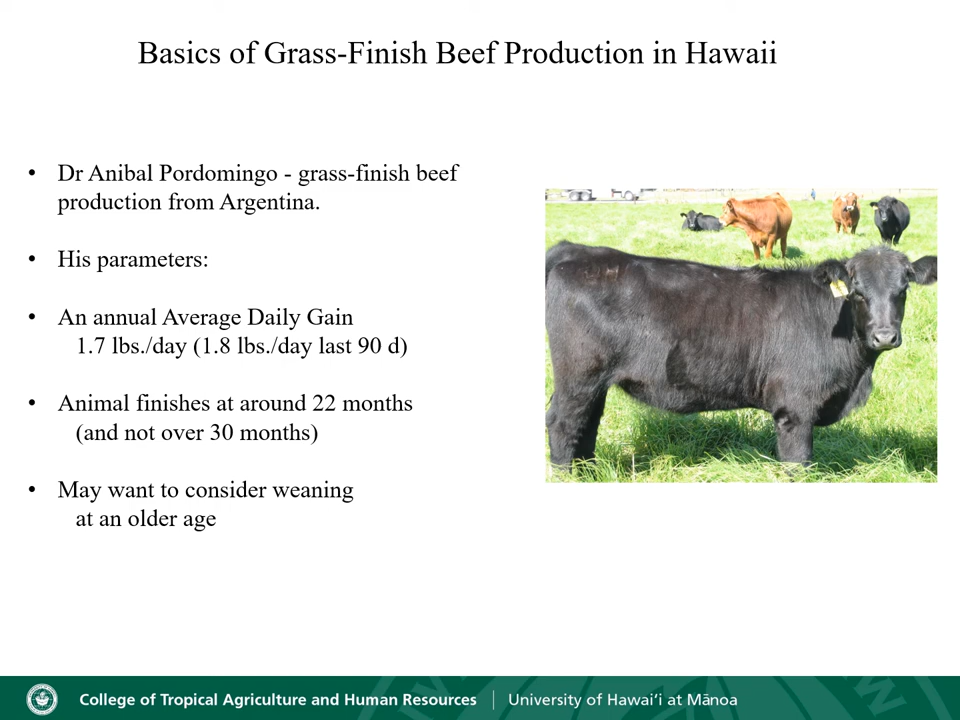 Basics of Grass-Finish Beef Production in Hawaii
• Dr Anibal Pordomingo - grass-finish beef
production from Argentina.
• His parameters:
• An annual Average Daily Gain
1.7 lbs./day (1.8 lbs./day last 90 d)
• Animal finishes at around 22 months
(and not over 30 months)
• May want to consider weaning
at an older age
College of Tropical Agriculture and Human Resources | University of Hawaiʻi at Mānoa